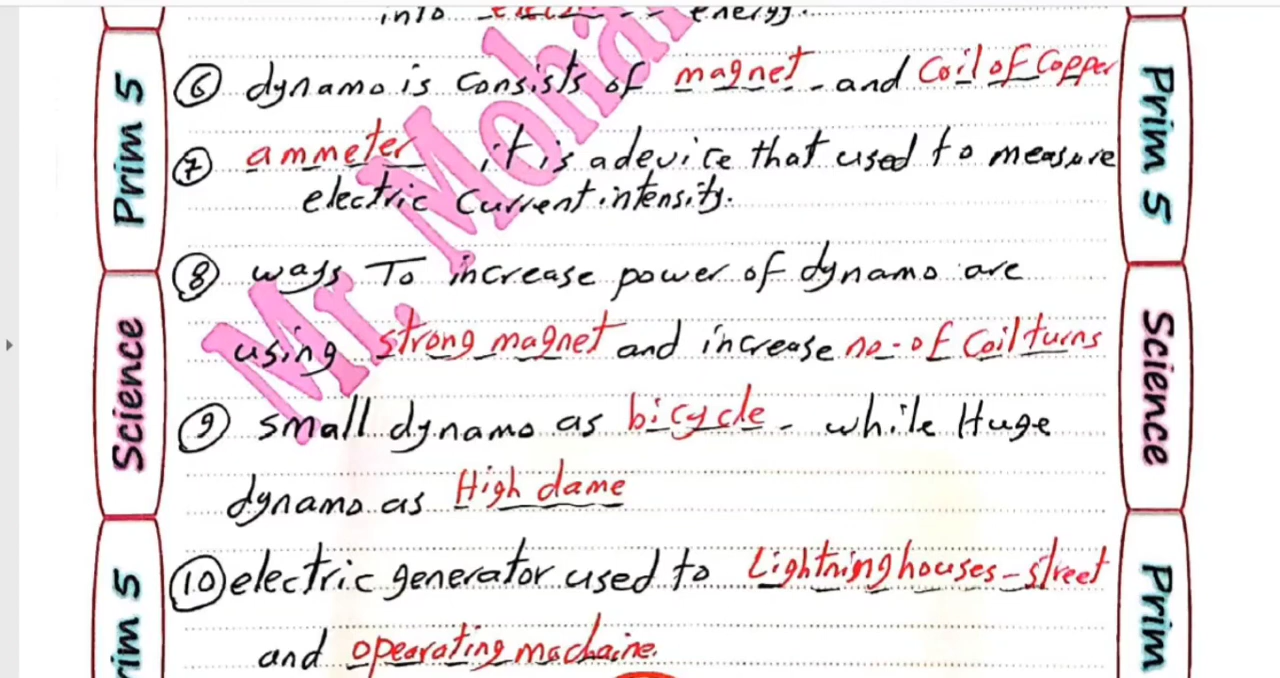 into energy.
⑥ dynamo is consists of magnet - and Coil of Copper
⑦ ammeter it is a device that used to measure
electric Current intensity.
⑧ ways To increase power of dynamo are
using strong magnet and increase no. of Coil turns
⑨ small dynamo as bicycle - while Huge
dynamo as High dame
⑩ electric generator used to Lightning houses - street
and opearating machaine.
Prim 5
Science
rim 5
Prim 5
Science
Prim
Mr. Moha